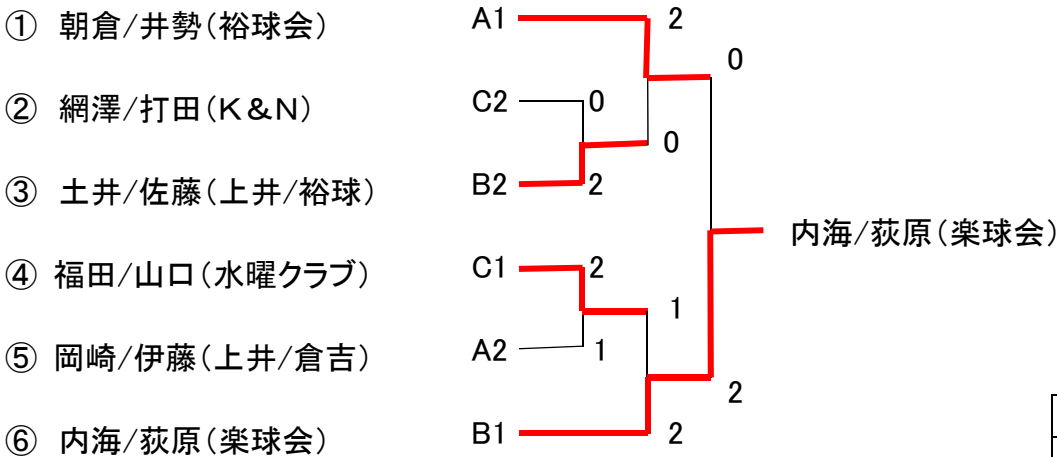 ① 朝倉/井勢(裕球会) A1 2
0
② 網澤/打田(K&N) C2 0
0
③ 土井/佐藤(上井/裕球) B2 2
内海/荻原(楽球会)
④ 福田/山口(水曜クラブ) C1 2
1
⑤ 岡崎/伊藤(上井/倉吉) A2 1
2
⑥ 内海/荻原(楽球会) B1 2